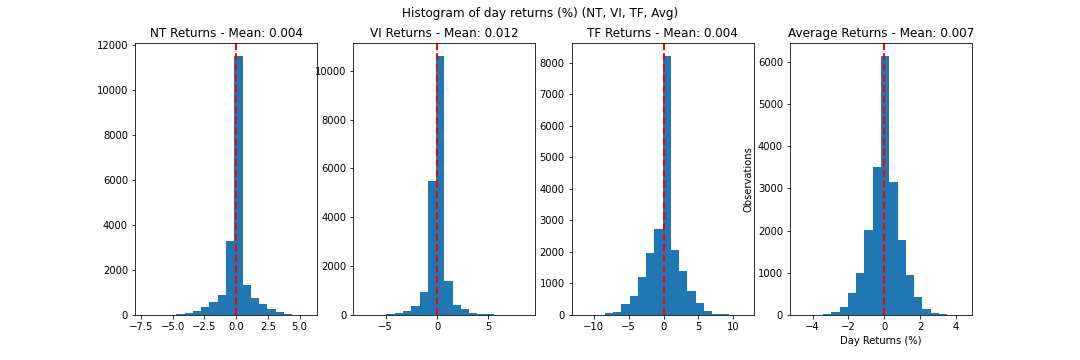 Histogram of day returns (%) (NT, VI, TF, Avg)
NT Returns - Mean: 0.004
VI Returns - Mean: 0.012
TF Returns - Mean: 0.004
Average Returns - Mean: 0.007
12000
10000
8000
6000
4000
2000
0
−7.5 −5.0 −2.5 0.0 2.5 5.0
10000
8000
6000
4000
2000
0
−5 0 5
8000
7000
6000
5000
4000
3000
2000
1000
0
−10 −5 0 5 10
Observations
6000
5000
4000
3000
2000
1000
0
−4 −2 0 2 4
Day Returns (%)